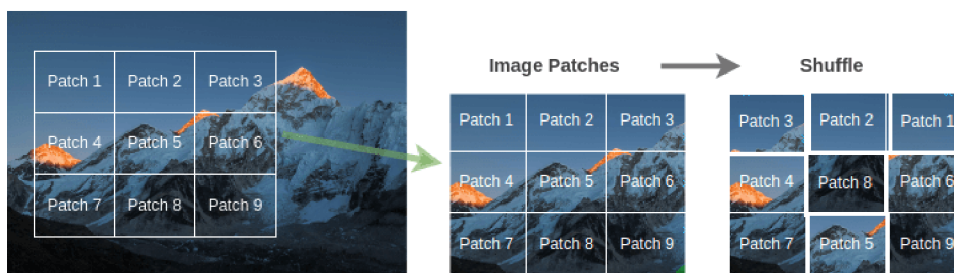 Image Patches
Shuffle
Patch 1 Patch 2 Patch 3
Patch 4 Patch 5 Patch 6
Patch 7 Patch 8 Patch 9
Patch 1 Patch 2 Patch 3
Patch 4 Patch 5 Patch 6
Patch 7 Patch 8 Patch 9
Patch 3 Patch 2 Patch 1
Patch 4 Patch 8 Patch 6
Patch 7 Patch 5 Patch 9